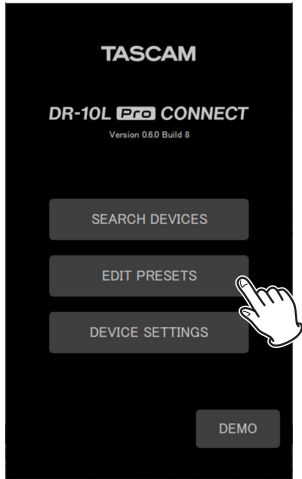 TASCAM
DR-10L Pro CONNECT
Version 0.6.0 Build 8
SEARCH DEVICES
EDIT PRESETS
DEVICE SETTINGS
DEMO